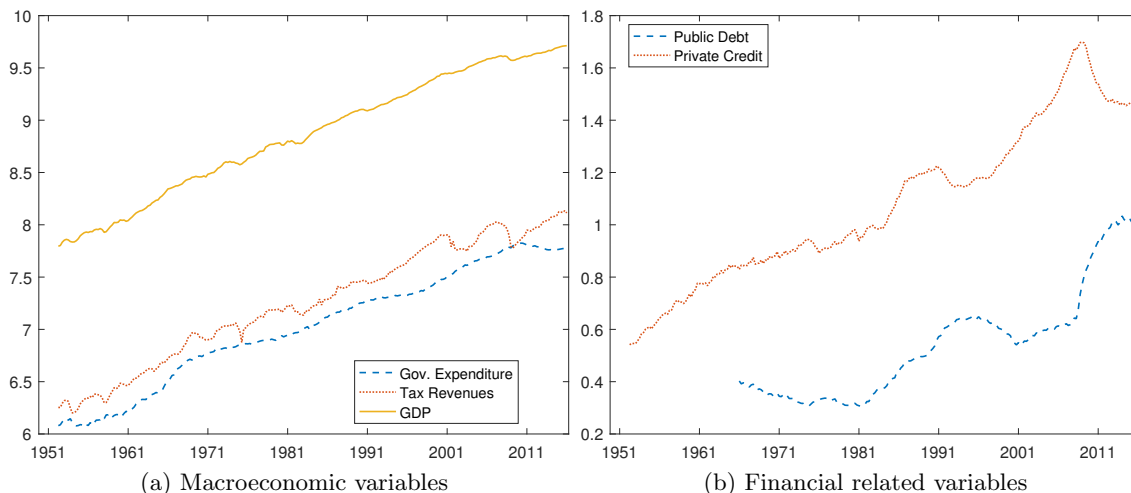 10
9.5
9
8.5
8
7.5
7
6.5
6
1951 1961 1971 1981 1991 2001 2011
Gov. Expenditure
Tax Revenues
GDP
(a) Macroeconomic variables
1.8
1.6
1.4
1.2
1
0.8
0.6
0.4
0.2
1951 1961 1971 1981 1991 2001 2011
Public Debt
Private Credit
(b) Financial related variables